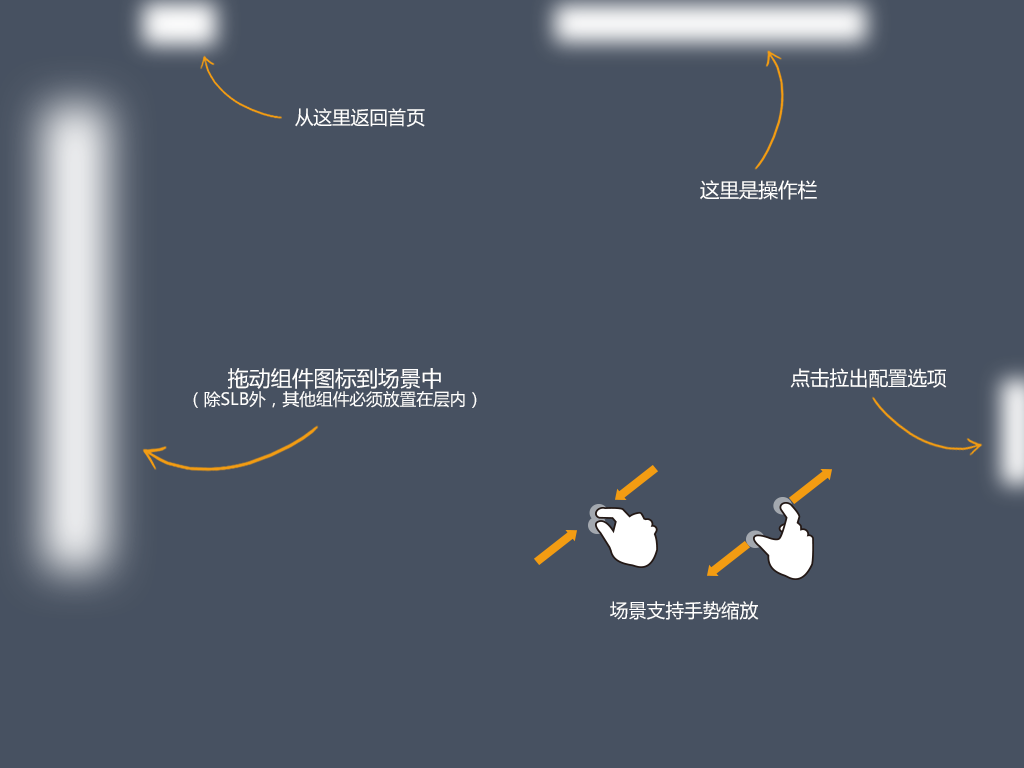 从这里返回首页
这里是操作栏
拖动组件图标到场景中
（除SLB外，其他组件必须放置在层内）
点击拉出配置选项
场景支持手势缩放